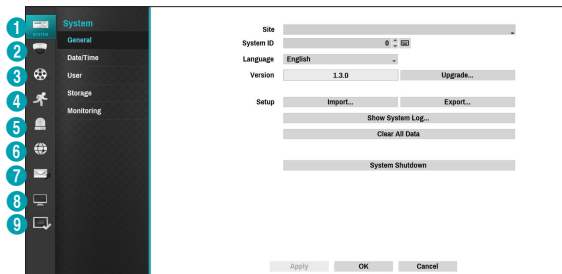 1
SYSTEM
2
3
4
5
6
7
8
9
System
General
Date/Time
User
Storage
Monitoring
Site
System ID 0
Language English
Version 1.3.0 Upgrade...
Setup Import... Export...
Show System Log...
Clear All Data
System Shutdown
Apply OK Cancel